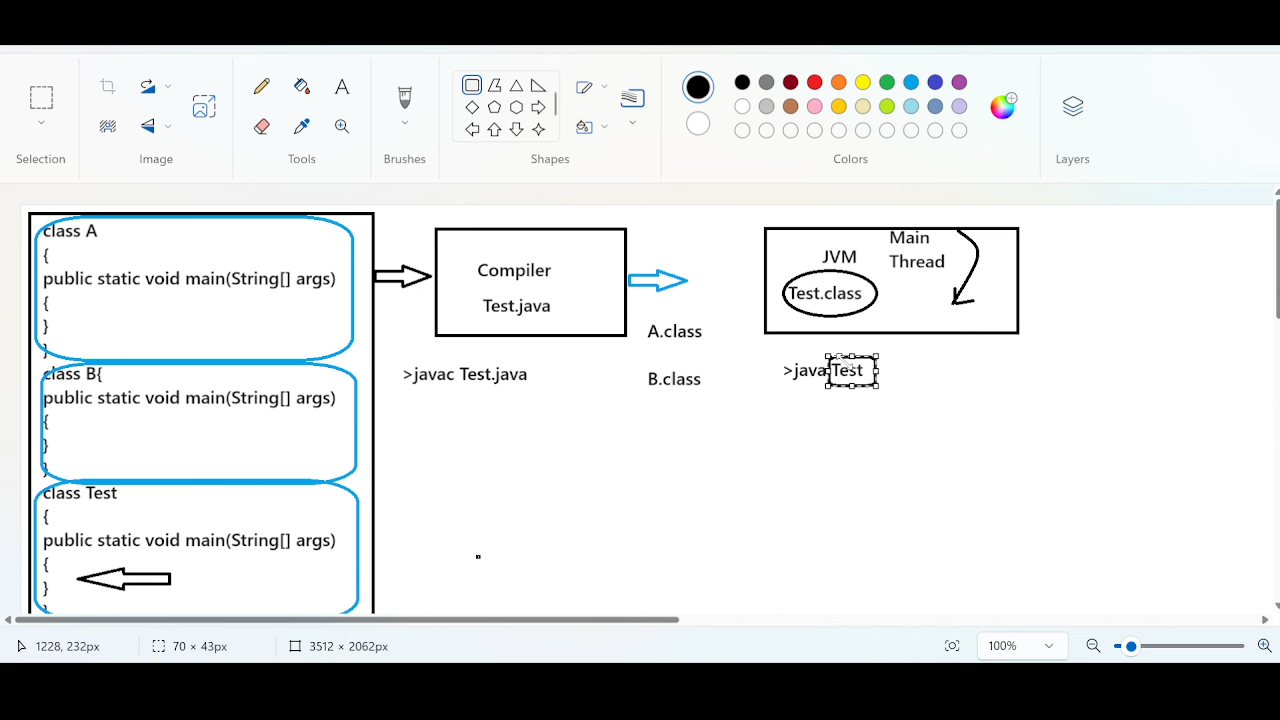 Selection
Image
Tools
Brushes
Shapes
Colors
Layers
class A
{
public static void main(String[] args)
{
}
}
class B{
public static void main(String[] args)
{
}
}
class Test
{
public static void main(String[] args)
{
}
}
Compiler
Test.java
>javac Test.java
A.class
B.class
JVM
Test.class
Main
Thread
>java Test
1228, 232px
70 × 43px
3512 × 2062px
100%